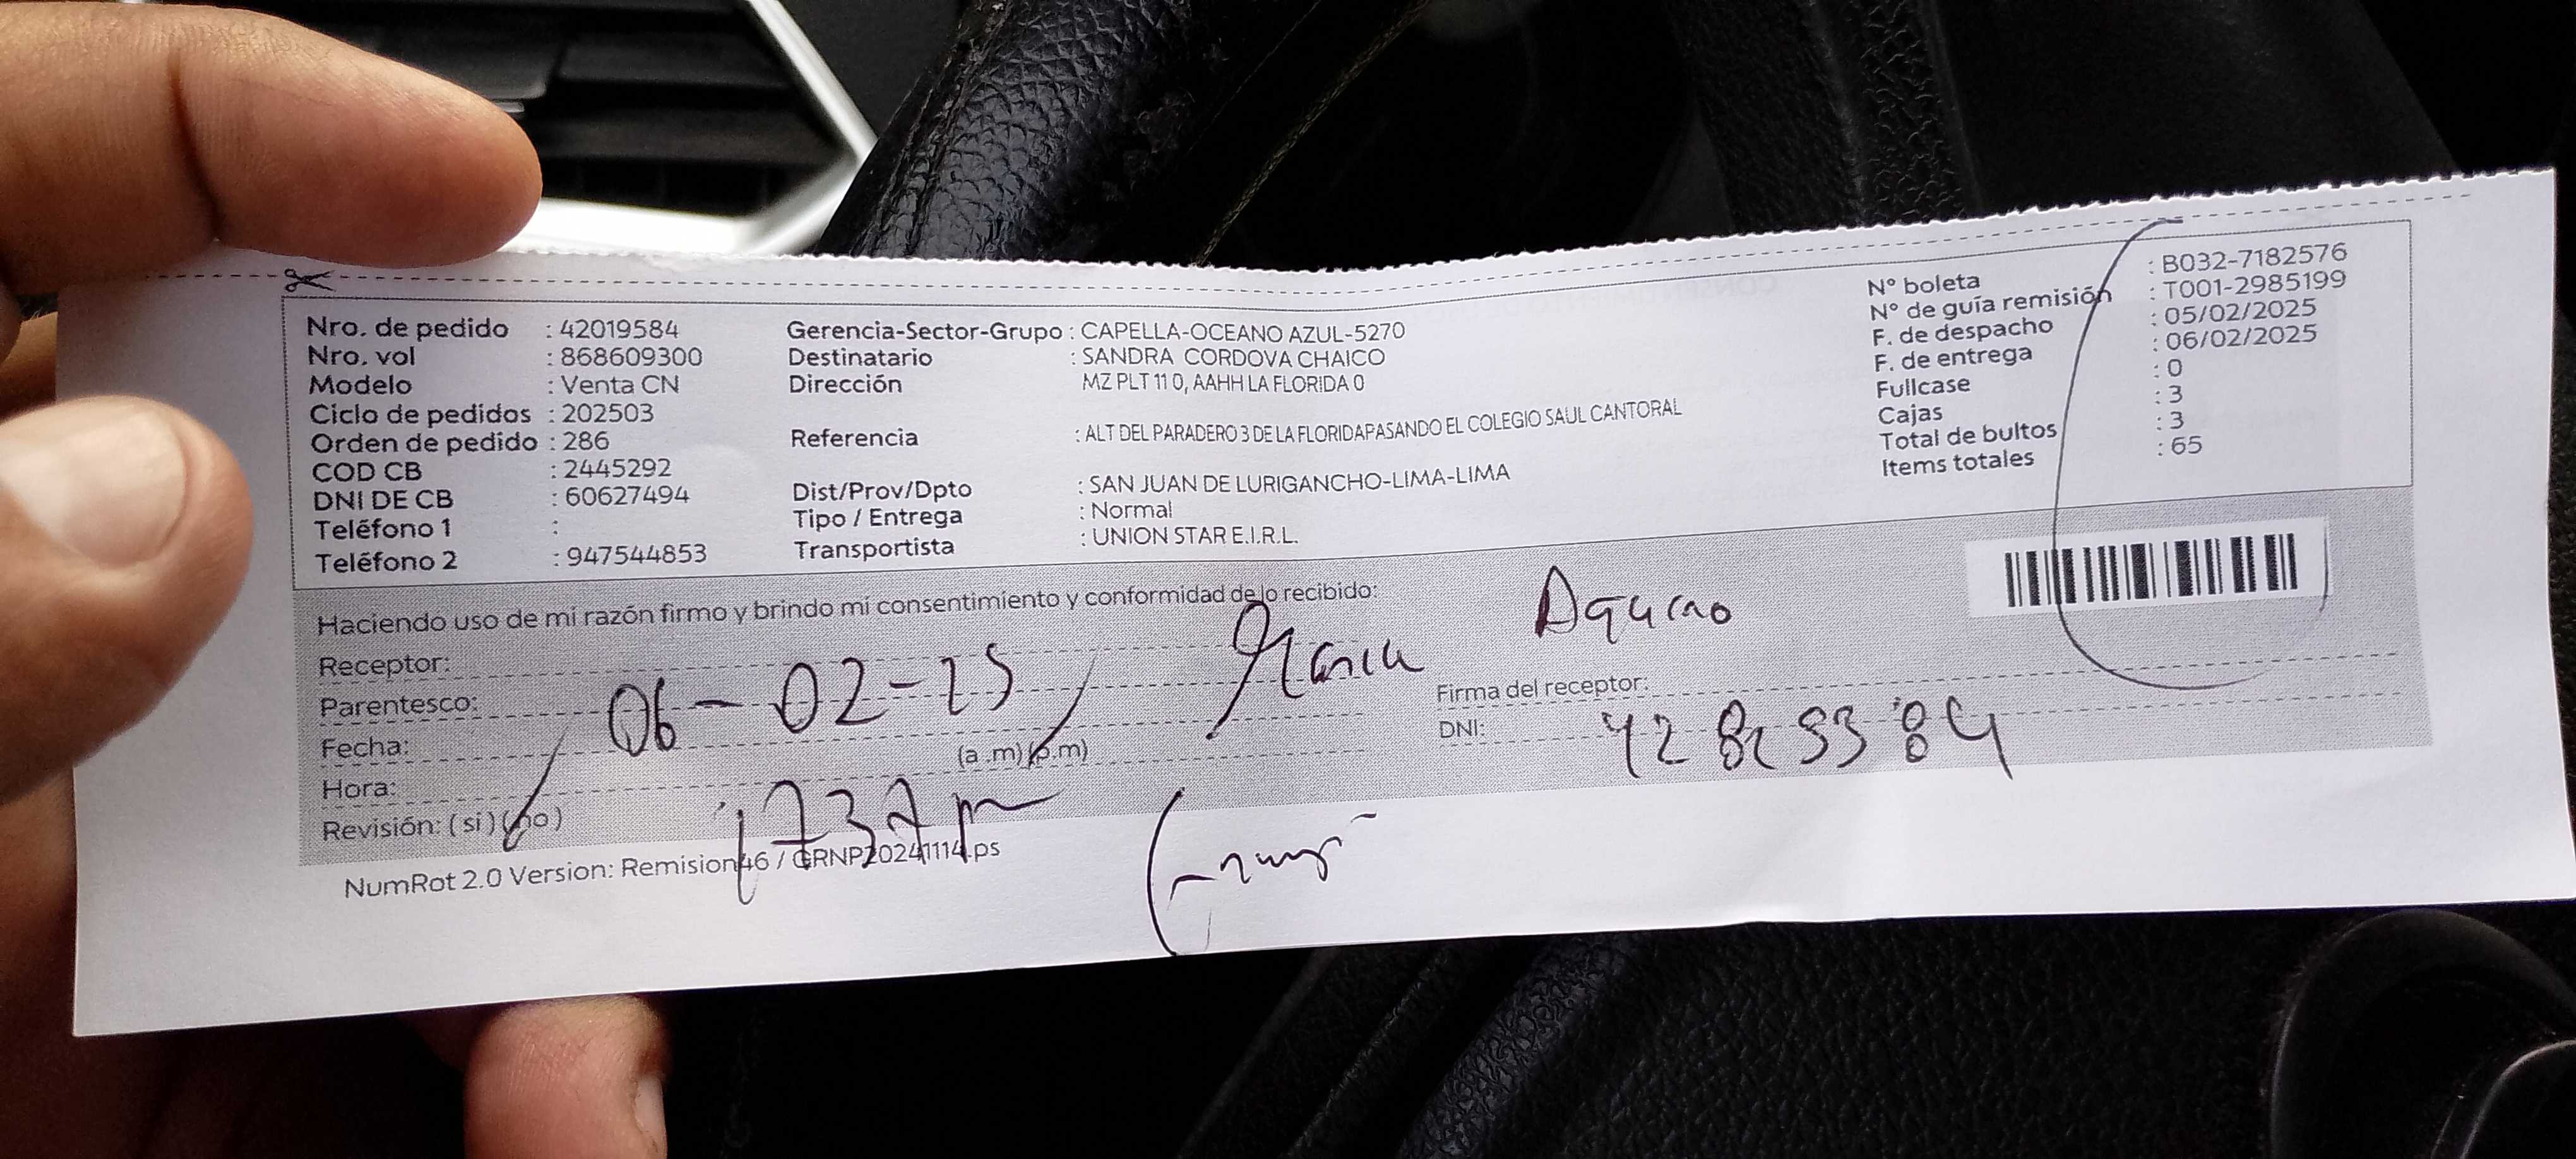 Nro. de pedido : 42019584
Nro. vol : 868609300
Modelo : Venta CN
Ciclo de pedidos : 202503
Orden de pedido : 286
COD CB : 2445292
DNI DE CB : 60627494
Teléfono 1 :
Teléfono 2 : 947544853
Gerencia-Sector-Grupo : CAPELLA-OCEANO AZUL-5270
Destinatario : SANDRA CORDOVA CHAICO
Dirección MZ PLT 11 0, AAHH LA FLORIDA 0
Referencia : ALT DEL PARADERO 3 DE LA FLORIDAPASANDO EL COLEGIO SAUL CANTORAL
Dist/Prov/Dpto : SAN JUAN DE LURIGANCHO-LIMA-LIMA
Tipo / Entrega : Normal
Transportista : UNION STAR E.I.R.L.
N° boleta : B032-7182576
N° de guía remisión : T001-2985199
F. de despacho : 05/02/2025
F. de entrega : 06/02/2025
Fullcase : 0
Cajas : 3
Total de bultos : 3
Items totales : 65
Haciendo uso de mi razón firmo y brindo mi consentimiento y conformidad de lo recibido:
Receptor:
Parentesco:
06-02-25
Fecha:
(a.m) (p.m)
Hora:
Revisión: (si) (no)
Firma del receptor:
DNI:
NumRot 2.0 Version: Remision46 / GRNP20241114.ps